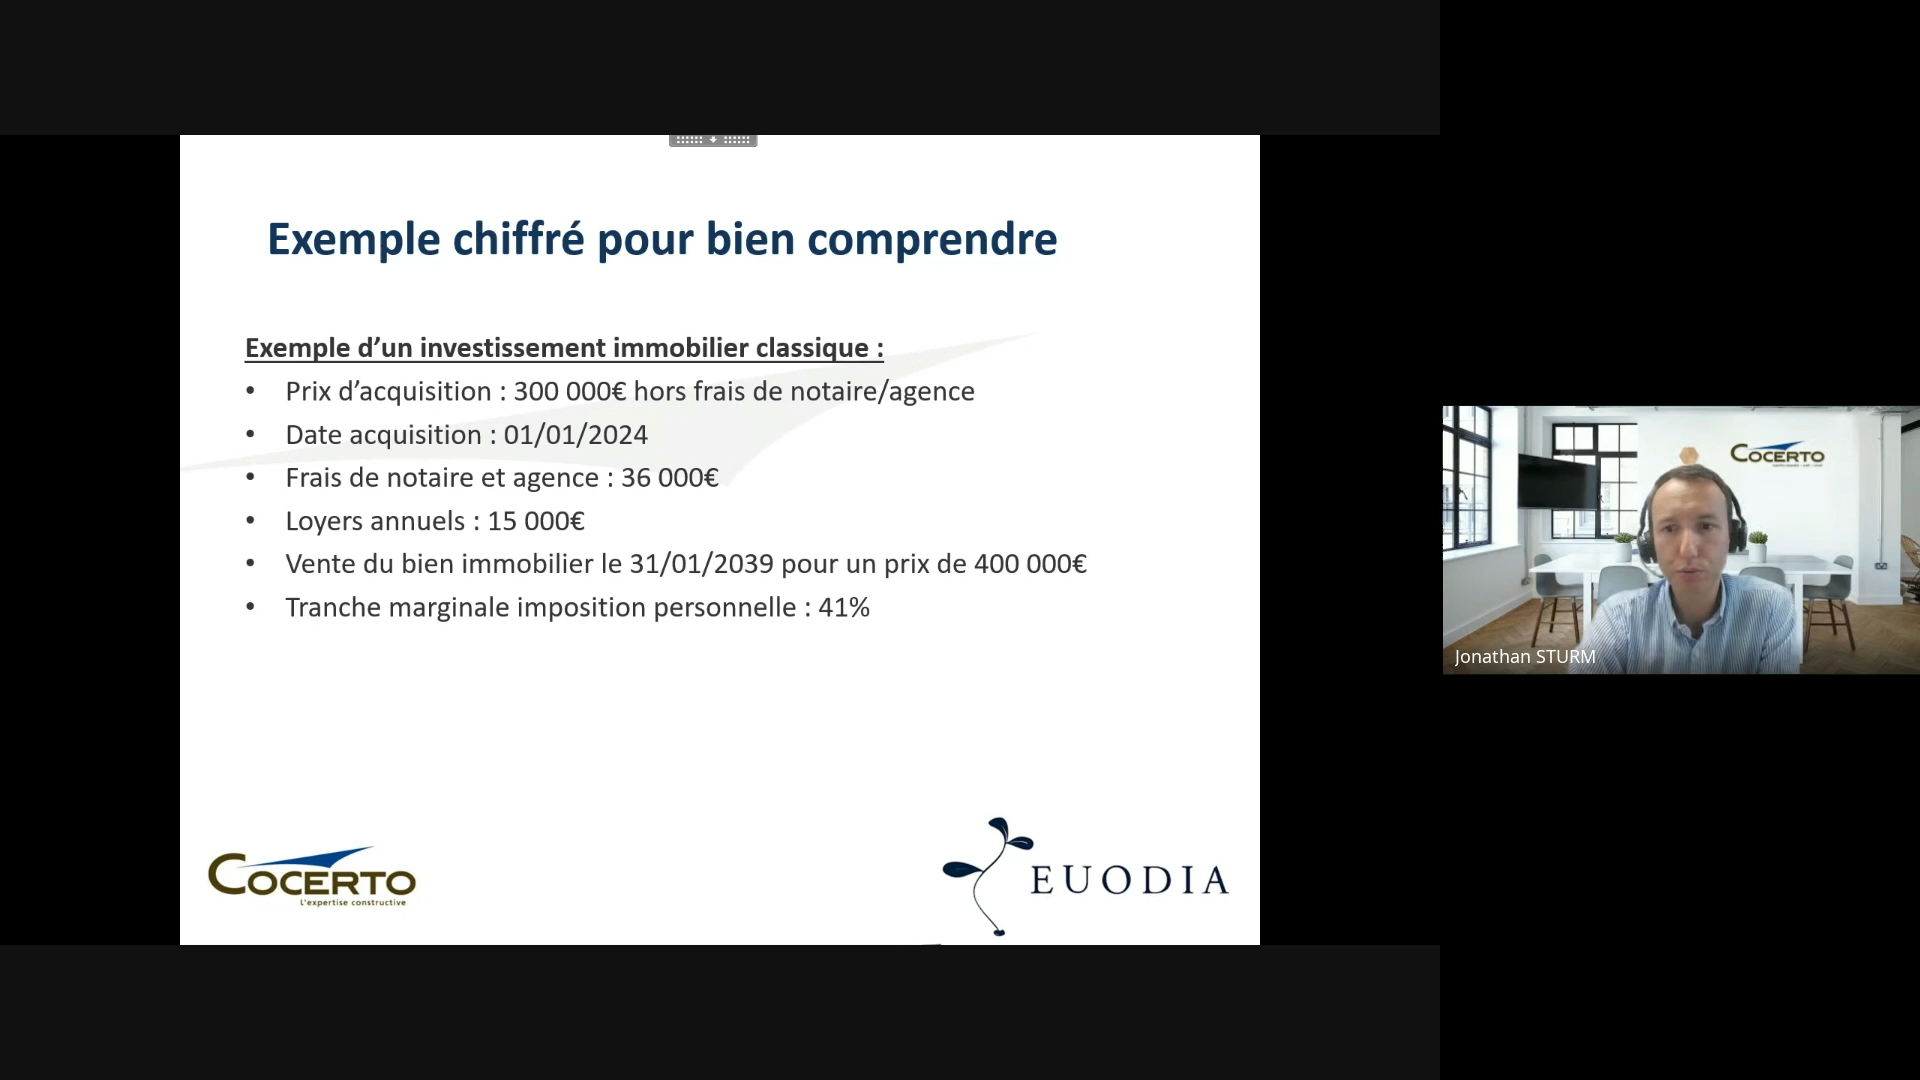 Exemple chiffré pour bien comprendre
Exemple d’un investissement immobilier classique :
• Prix d’acquisition : 300 000€ hors frais de notaire/agence
• Date acquisition : 01/01/2024
• Frais de notaire et agence : 36 000€
• Loyers annuels : 15 000€
• Vente du bien immobilier le 31/01/2039 pour un prix de 400 000€
• Tranche marginale imposition personnelle : 41%
COCERTO
L'expertise constructive
EUODIA
COCERTO
Jonathan STURM